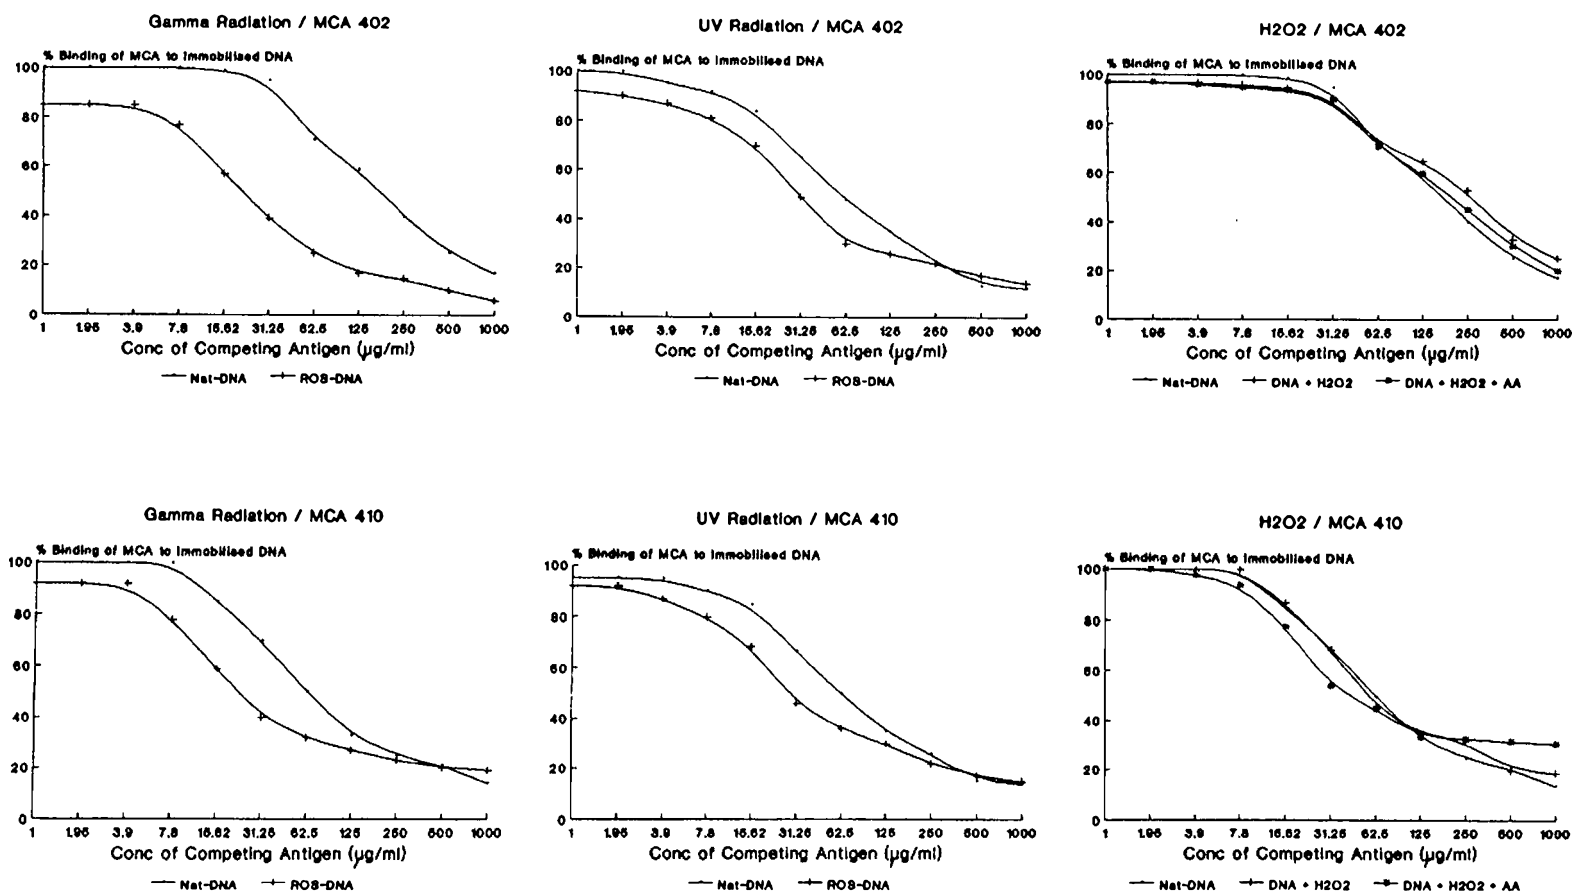 Gamma Radiation / MCA 402
% Binding of MCA to Immobilised DNA
100
80
60
40
20
0
1 1.95 3.9 7.8 15.62 31.25 62.5 125 250 500 1000
Conc of Competing Antigen (µg/ml)
Nat-DNA ROS-DNA
UV Radiation / MCA 402
% Binding of MCA to Immobilised DNA
100
80
60
40
20
0
1 1.95 3.9 7.8 15.62 31.25 62.5 125 250 500 1000
Conc of Competing Antigen (µg/ml)
Nat-DNA ROS-DNA
H2O2 / MCA 402
% Binding of MCA to Immobilised DNA
100
80
60
40
20
0
1 1.95 3.9 7.8 15.62 31.25 62.5 125 250 500 1000
Conc of Competing Antigen (µg/ml)
Nat-DNA DNA + H2O2 DNA + H2O2 + AA
Gamma Radiation / MCA 410
% Binding of MCA to Immobilised DNA
100
80
60
40
20
0
1 1.95 3.9 7.8 15.62 31.25 62.5 125 250 500 1000
Conc of Competing Antigen (µg/ml)
Nat-DNA ROS-DNA
UV Radiation / MCA 410
% Binding of MCA to Immobilised DNA
100
80
60
40
20
0
1 1.95 3.9 7.8 15.62 31.25 62.5 125 250 500 1000
Conc of Competing Antigen (µg/ml)
Nat-DNA ROS-DNA
H2O2 / MCA 410
% Binding of MCA to Immobilised DNA
100
80
60
40
20
0
1 1.95 3.9 7.8 15.62 31.25 62.5 125 250 500 1000
Conc of Competing Antigen (µg/ml)
Nat-DNA DNA + H2O2 DNA + H2O2 + AA